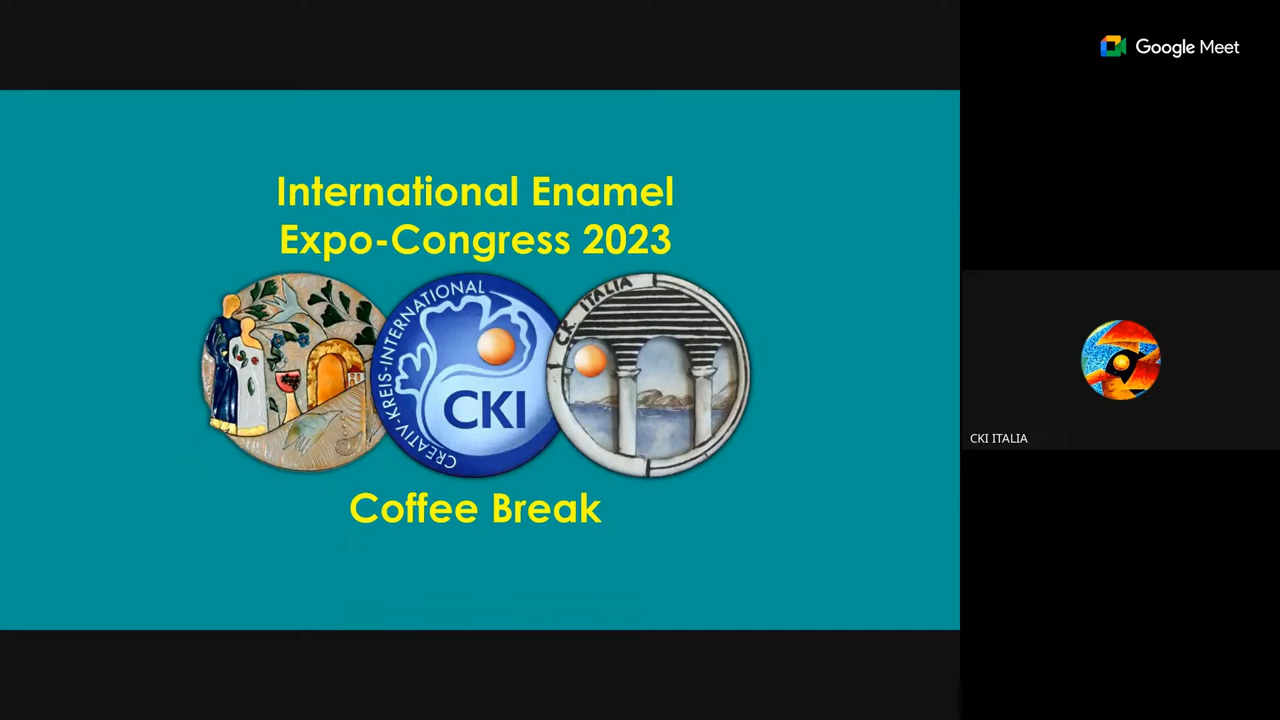 Google Meet
International Enamel
Expo-Congress 2023
CREATIV-KREIS-INTERNATIONAL
CKI
CK ITALIA
Coffee Break
CKI ITALIA